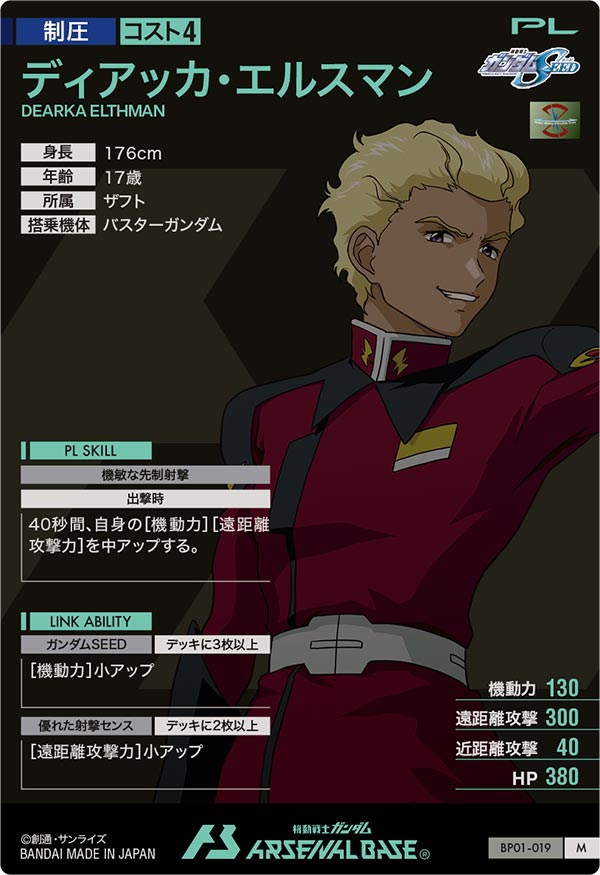 制圧 コスト4 PL
ディアッカ・エルスマン
DEARKA ELTHMAN
機動戦士 ガンダム SEED
身長 176cm
年齢 17歳
所属 ザフト
搭乗機体 バスターガンダム
PL SKILL
機敏な先制射撃
出撃時
40秒間、自身の[機動力][遠距離
攻撃力]を中アップする。
LINK ABILITY
ガンダムSEED デッキに3枚以上
[機動力]小アップ
優れた射撃センス デッキに2枚以上
[遠距離攻撃力]小アップ
機動力 130
遠距離攻撃 300
近距離攻撃 40
HP 380
©創通・サンライズ
BANDAI MADE IN JAPAN
機動戦士ガンダム
ARSENAL BASE®
BP01-019 M